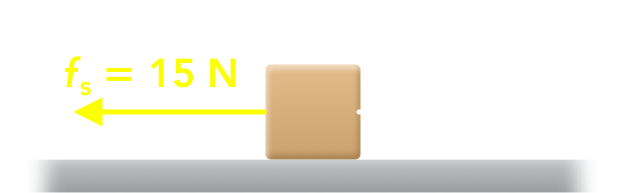 fs = 15 N